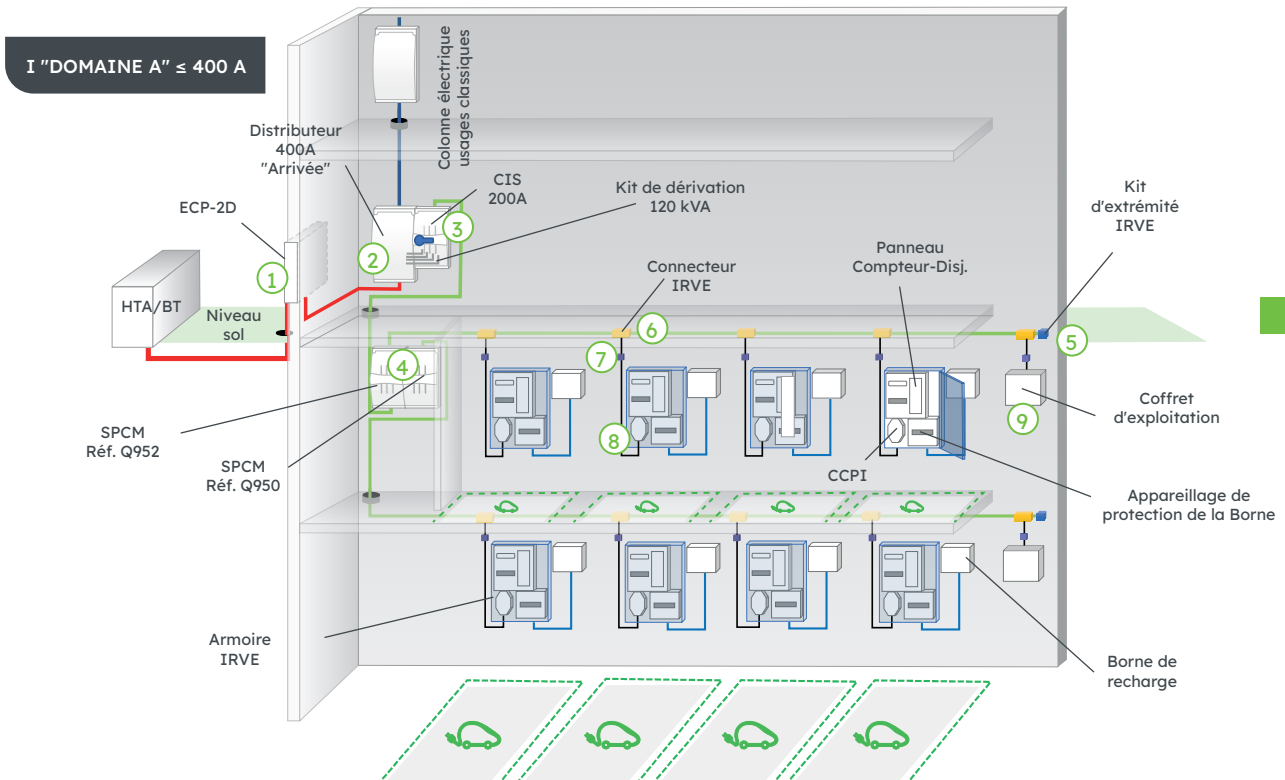 I "DOMAINE A" ≤ 400 A
Colonne électrique
usages classiques
Distributeur
400A
"Arrivée"
CIS
200A
Kit de dérivation
120 kVA
Kit
d'extrémité
IRVE
ECP-2D
3
1
2
Connecteur
IRVE
Panneau
Compteur-Disj.
HTA/BT
Niveau
sol
6
5
7
4
9
Coffret
d'exploitation
SPCM
Réf. Q952
8
SPCM
Réf. Q950
CCPI
Appareillage de
protection de la Borne
Armoire
IRVE
Borne de
recharge